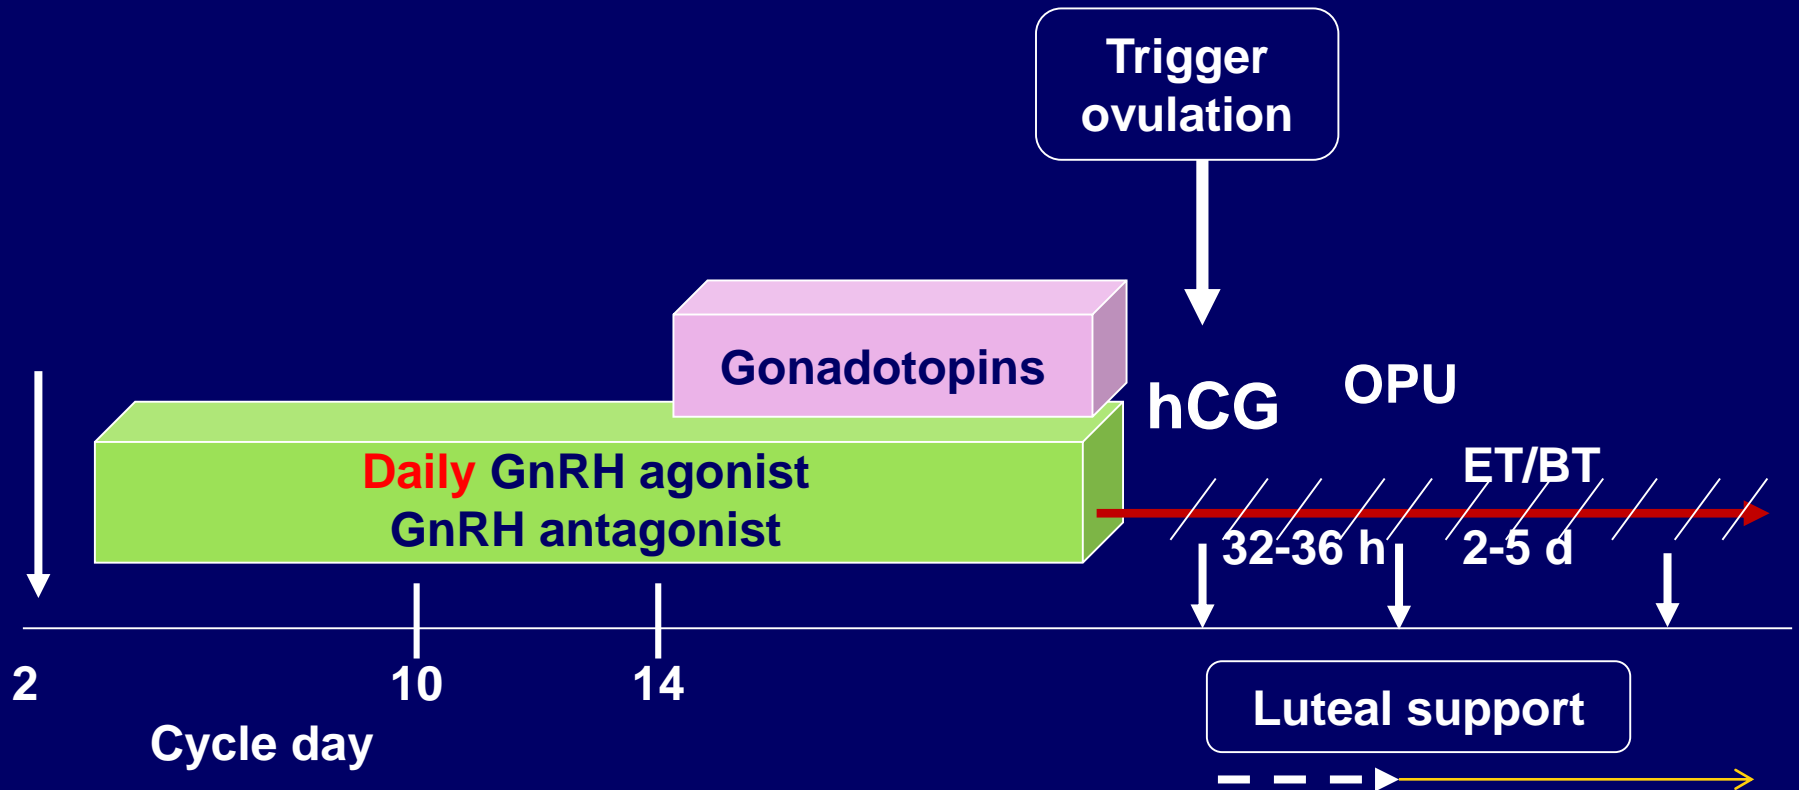 Trigger
ovulation
Gonadotopins
hCG
OPU
Daily GnRH agonist
GnRH antagonist
ET/BT
32-36 h
2-5 d
2
10
14
Luteal support
Cycle day